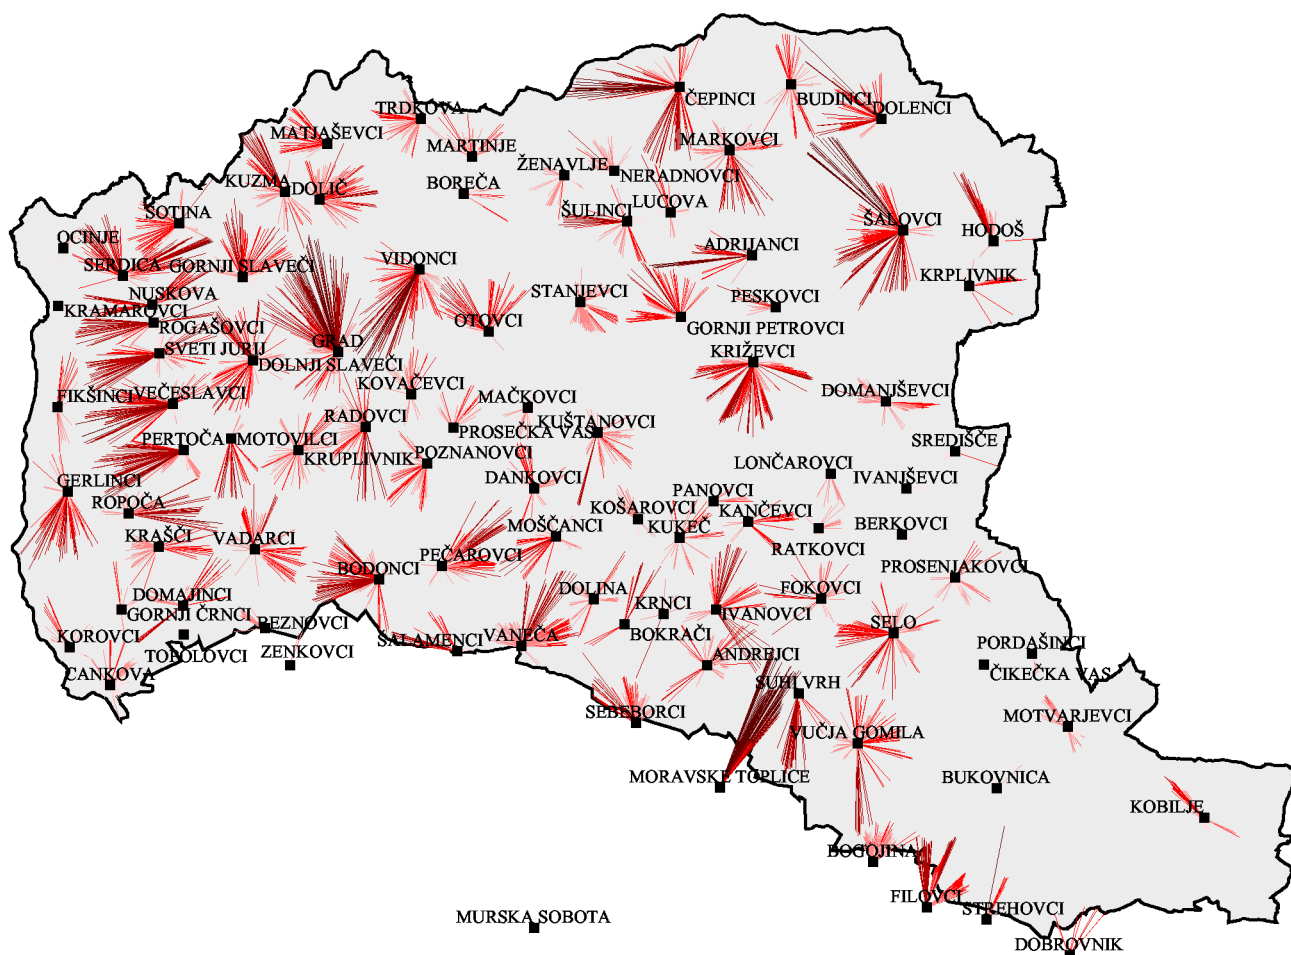 ČEPINCI
BUDINCI
DOLENCI
TRDKOVA
MATJAŠEVCI
MARTINJE
MARKOVCI
ŽENAVLJE
NERADNOVCI
KUZMA
DOLIČ
BOREČA
LUCOVA
ŠOTINA
ŠULINCI
ŠALOVCI
HODOŠ
OCINJE
ADRIJANCI
SERDICA
GORNJI SLAVEČI
VIDONCI
KRPLIVNIK
STANJEVCI
PESKOVCI
NUSKOVA
KRAMAROVCI
ROGAŠOVCI
OTOVCI
GORNJI PETROVCI
GRAD
SVETI JURIJ
DOLNJI SLAVEČI
KRIŽEVCI
KOVAČEVCI
DOMANJŠEVCI
FIKŠINCI
VEČESLAVCI
MAČKOVCI
RADOVCI
PROSEČKA VAS
KUŠTANOVCI
PERTOČA
MOTOVILCI
SREDIŠČE
KRUPLIVNIK
POZNANOVCI
LONČAROVCI
IVANJŠEVCI
GERLINCI
DANKOVCI
PANOVCI
ROPOČA
KOŠAROVCI
KANČEVCI
MOŠČANCI
KUKEČ
BERKOVCI
KRAŠČI
VADARCI
RATKOVCI
BODONCI
PEČAROVCI
PROSENJAKOVCI
DOMAJINCI
DOLINA
FOKOVCI
GORNJI ČRNCI
KRNCI
IVANOVCI
PEZNOVCI
BOKRAČI
SELO
KOROVCI
ŠALAMENCI
VANEČA
PORDAŠINCI
TOPOLOVCI
ZENKOVCI
ANDREJCI
ČIKEČKA VAS
CANKOVA
SUHI VRH
SEBEBORCI
MOTVARJEVCI
VUČJA GOMILA
MORAVSKE TOPLICE
BUKOVNICA
KOBILJE
BOGOJINA
FILOVCI
STREHOVCI
MURSKA SOBOTA
DOBROVNIK